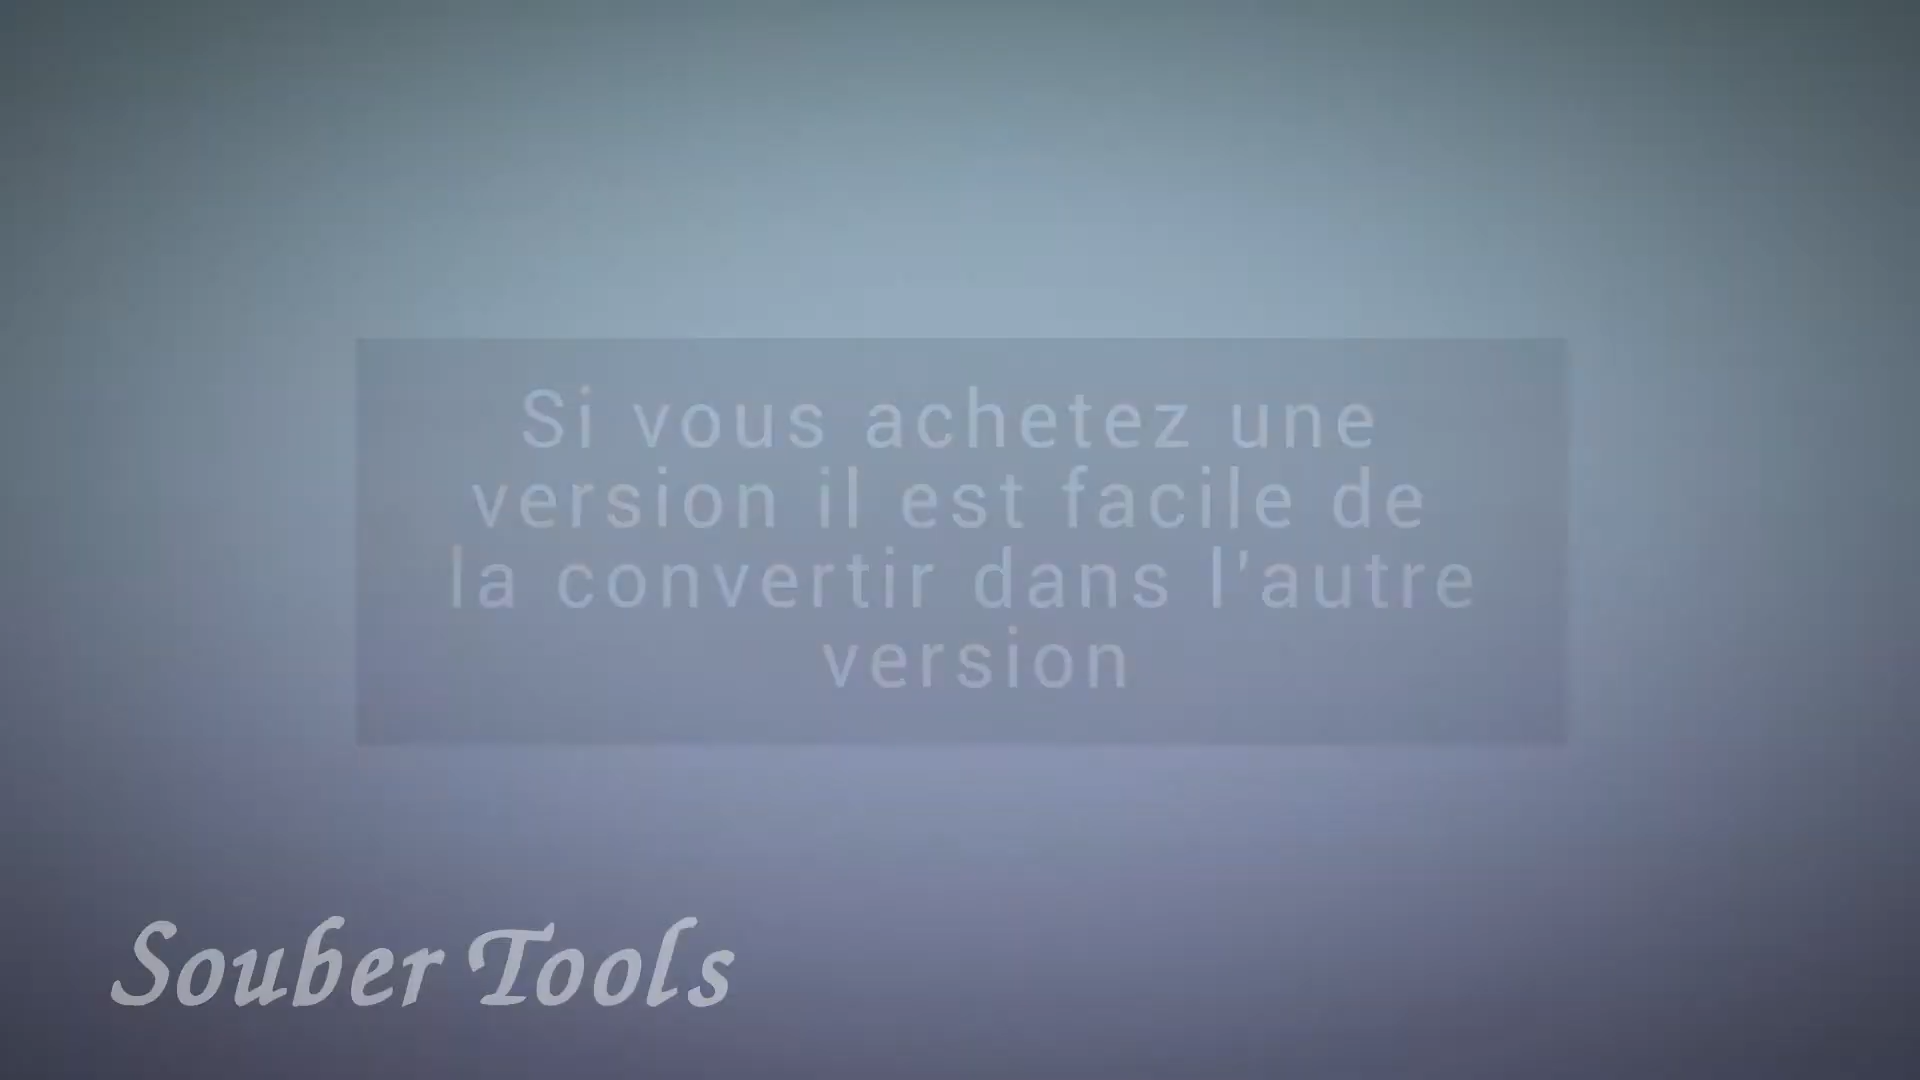 Si vous achetez une
version il est facile de
la convertir dans l'autre
version
Souber Tools